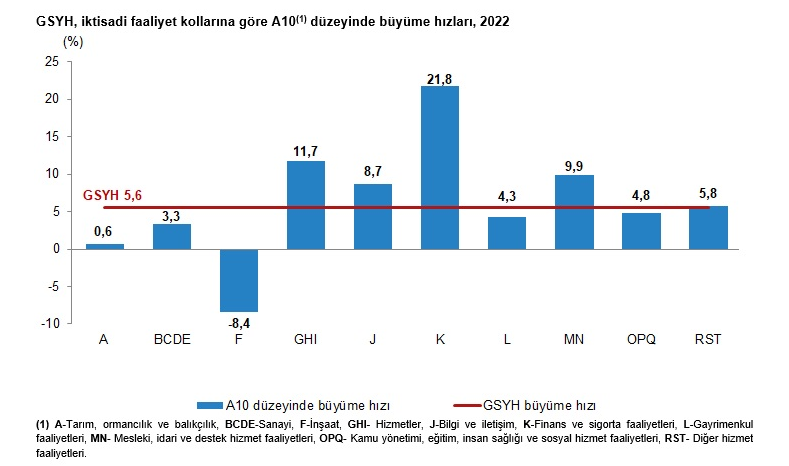 GSYH, iktisadi faaliyet kollarına göre A10(1) düzeyinde büyüme hızları, 2022
(%)
25
20
15
10
5
0
-5
-10
GSYH 5,6
0,6
3,3
-8,4
11,7
8,7
21,8
4,3
9,9
4,8
5,8
A BCDE F GHI J K L MN OPQ RST
A10 düzeyinde büyüme hızı GSYH büyüme hızı
(1) A-Tarım, ormancılık ve balıkçılık, BCDE-Sanayi, F-İnşaat, GHI- Hizmetler, J-Bilgi ve iletişim, K-Finans ve sigorta faaliyetleri, L-Gayrimenkul
faaliyetleri, MN- Mesleki, idari ve destek hizmet faaliyetleri, OPQ- Kamu yönetimi, eğitim, insan sağlığı ve sosyal hizmet faaliyetleri, RST- Diğer hizmet
faaliyetleri.